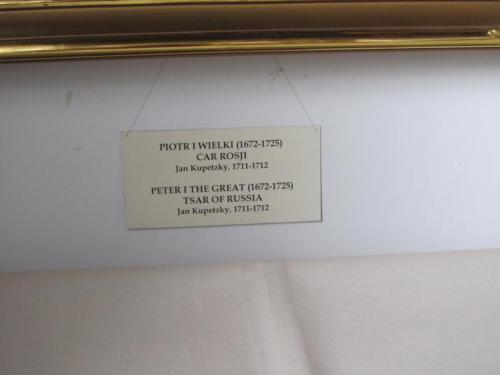 PIOTR I WIELKI (1672-1725)
CAR ROSJI
Jan Kupetzky, 1711-1712
PETER I THE GREAT (1672-1725)
TSAR OF RUSSIA
Jan Kupetzky, 1711-1712